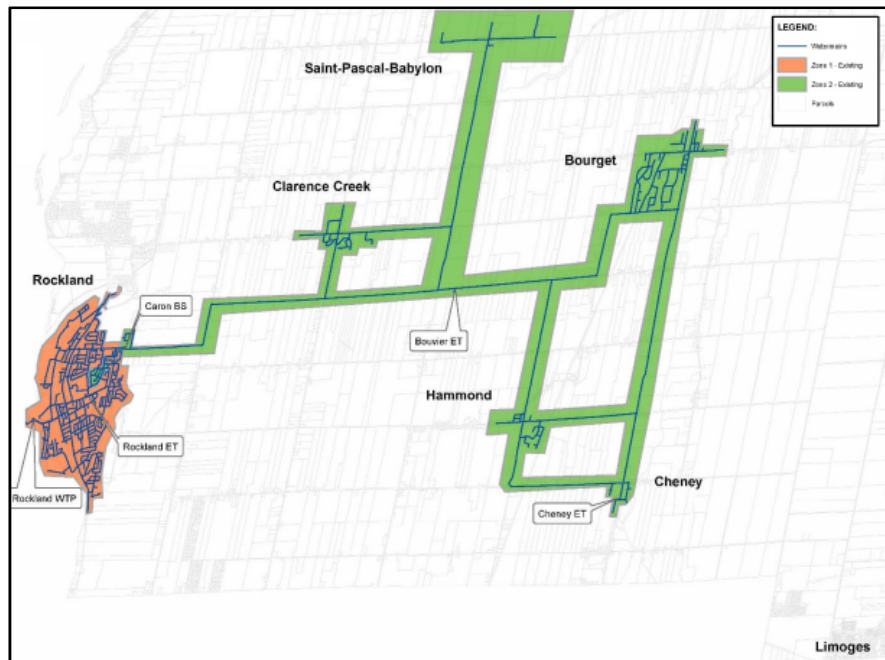 LEGEND:
Watermains
Zone 1 - Existing
Zone 2 - Existing
Parcels
Saint-Pascal-Babylon
Bourget
Clarence Creek
Rockland
Caron BS
Bouvier ET
Hammond
Rockland ET
Rockland WTP
Cheney
Cheney ET
Limoges